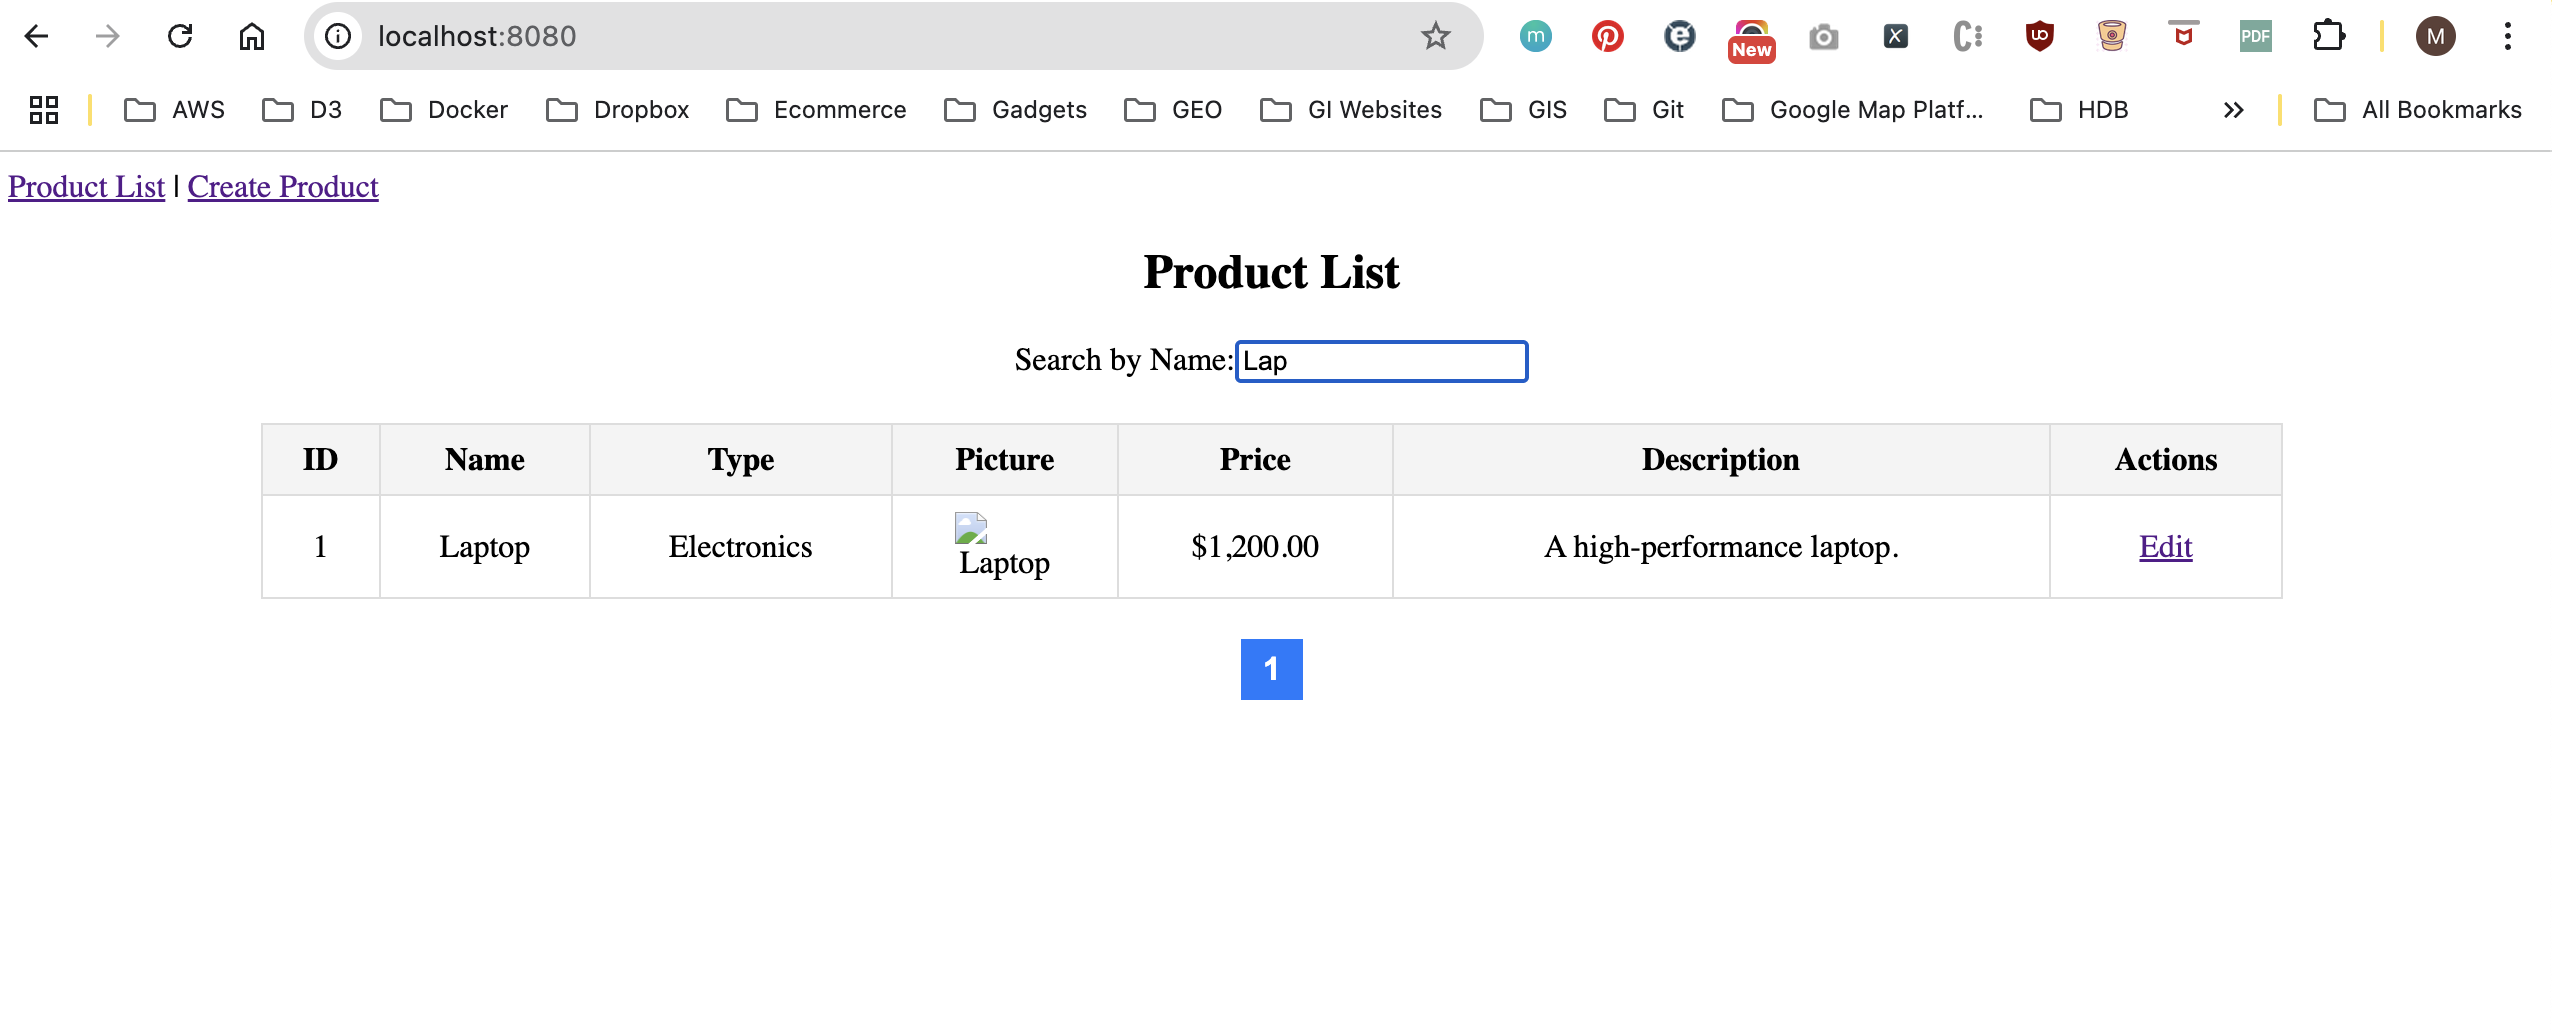 localhost:8080
m
New
PDF
M
AWS D3 Docker Dropbox Ecommerce Gadgets GEO GI Websites GIS Git Google Map Platf... HDB All Bookmarks
Product List | Create Product
Product List
Search by Name: Lap
ID Name Type Picture Price Description Actions
1 Laptop Electronics Laptop $1,200.00 A high-performance laptop. Edit
1